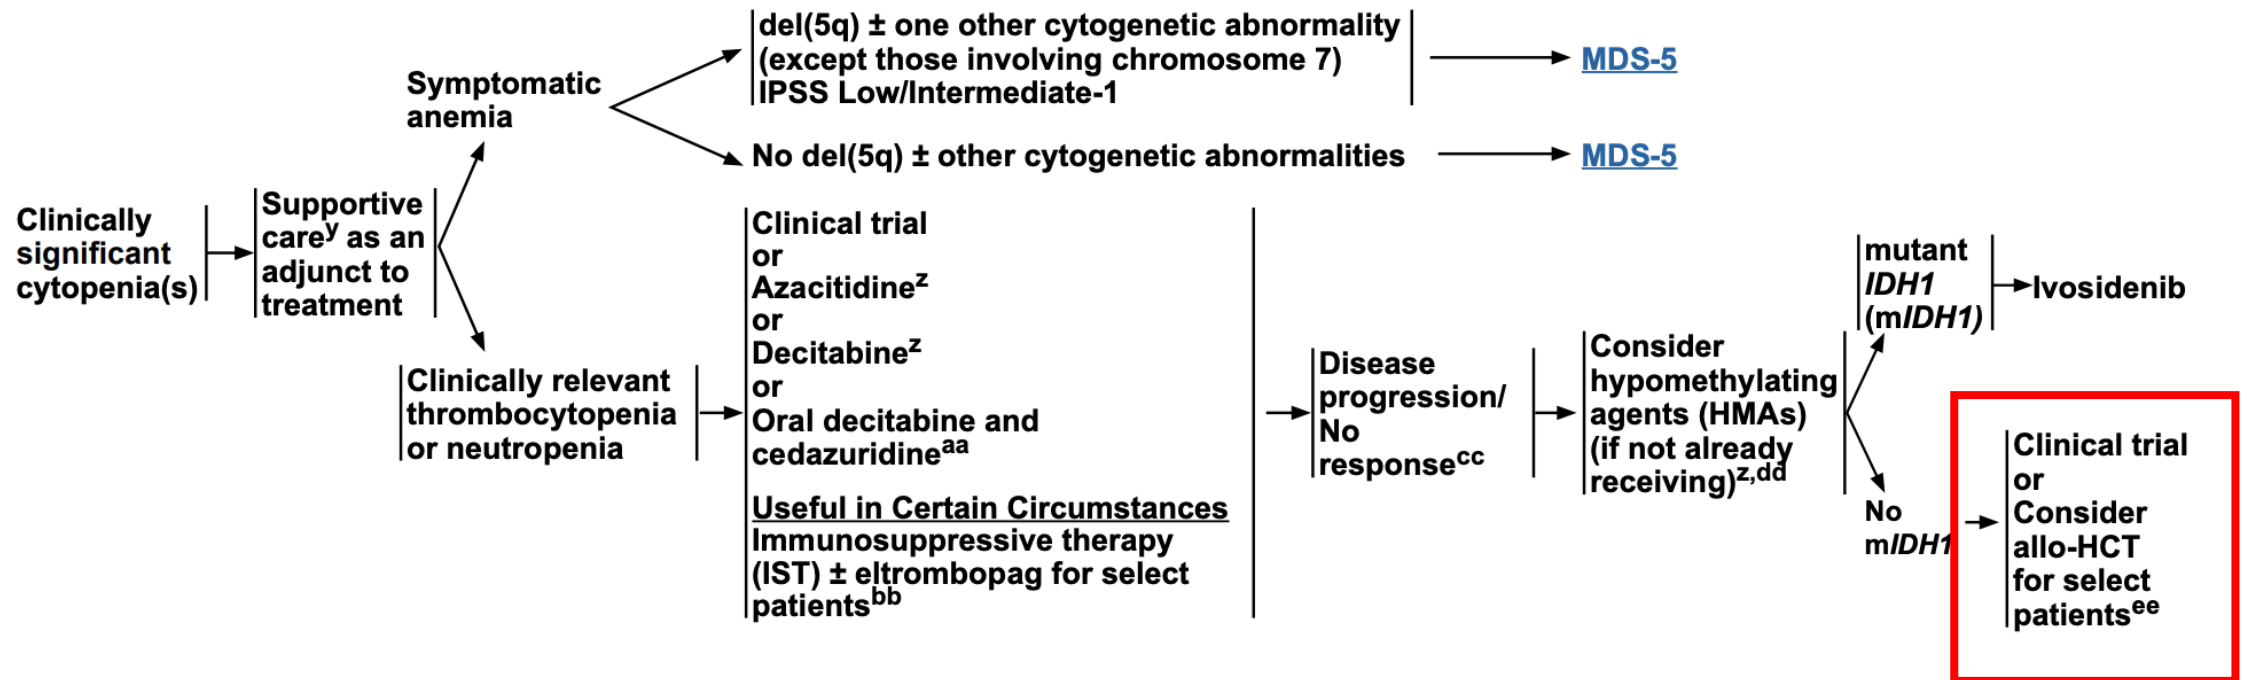 Clinically
significant
cytopenia(s)
Supportive
careʸ as an
adjunct to
treatment
Symptomatic
anemia
del(5q) ± one other cytogenetic abnormality
(except those involving chromosome 7)
IPSS Low/Intermediate-1
MDS-5
No del(5q) ± other cytogenetic abnormalities
MDS-5
Clinically relevant
thrombocytopenia
or neutropenia
Clinical trial
or
Azacitidineᶻ
or
Decitabineᶻ
or
Oral decitabine and
cedazuridineᵃᵃ
Useful in Certain Circumstances
Immunosuppressive therapy
(IST) ± eltrombopag for select
patientsᵇᵇ
Disease
progression/
No
responseᶜᶜ
Consider
hypomethylating
agents (HMAs)
(if not already
receiving)ᶻ,ᵈᵈ
mutant
IDH1
(mIDH1)
Ivosidenib
No
mIDH1
Clinical trial
or
Consider
allo-HCT
for select
patientsᵉᵉ